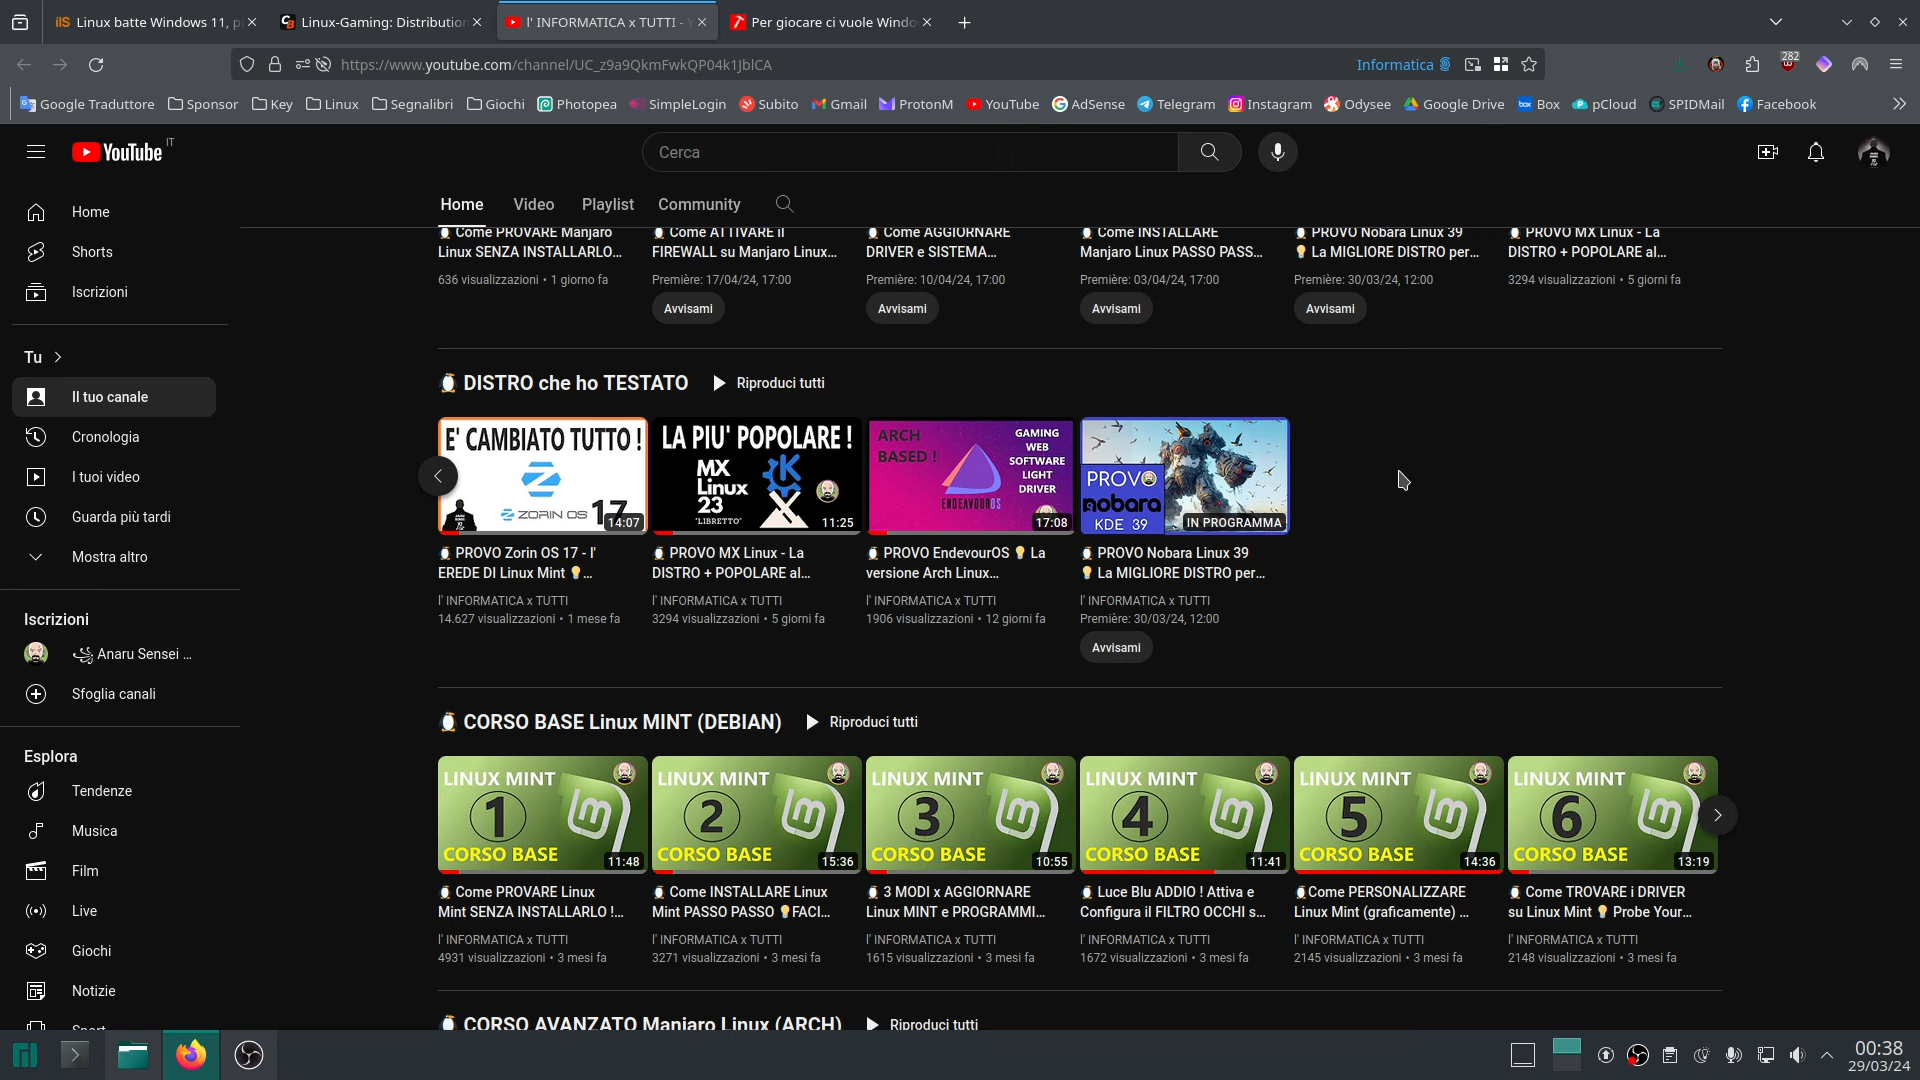 Linux batte Windows 11, p
Linux-Gaming: Distribution
l' INFORMATICA x TUTTI - Y
Per giocare ci vuole Windo
https://www.youtube.com/channel/UC_z9a9QkmFwkQP04k1JblCA
Informatica
282
Google Traduttore
Sponsor
Key
Linux
Segnalibri
Giochi
Photopea
SimpleLogin
Subito
Gmail
ProtonM
YouTube
AdSense
Telegram
Instagram
Odysee
Google Drive
Box
pCloud
SPIDMail
Facebook
YouTube IT
Cerca
Home
Shorts
Iscrizioni
Tu
Il tuo canale
Cronologia
I tuoi video
Guarda più tardi
Mostra altro
Iscrizioni
Anaru Sensei ...
Sfoglia canali
Esplora
Tendenze
Musica
Film
Live
Giochi
Notizie
Sport
Home
Video
Playlist
Community
Come PROVARE Manjaro
Linux SENZA INSTALLARLO...
636 visualizzazioni • 1 giorno fa
Come ATTIVARE il
FIREWALL su Manjaro Linux...
Première: 17/04/24, 17:00
Avvisami
Come AGGIORNARE
DRIVER e SISTEMA...
Première: 10/04/24, 17:00
Avvisami
Come INSTALLARE
Manjaro Linux PASSO PASS...
Première: 03/04/24, 17:00
Avvisami
PROVO Nobara Linux 39
💡 La MIGLIORE DISTRO per...
Première: 30/03/24, 12:00
Avvisami
PROVO MX Linux - La
DISTRO + POPOLARE al...
3294 visualizzazioni • 5 giorni fa
DISTRO che ho TESTATO
Riproduci tutti
E' CAMBIATO TUTTO !
ZORIN OS 17
14:07
PROVO Zorin OS 17 - l'
EREDE DI Linux Mint 💡...
l' INFORMATICA x TUTTI
14.627 visualizzazioni • 1 mese fa
LA PIU' POPOLARE !
MX
Linux
23
"LIBRETTO"
11:25
PROVO MX Linux - La
DISTRO + POPOLARE al...
l' INFORMATICA x TUTTI
3294 visualizzazioni • 5 giorni fa
ARCH
BASED !
GAMING
WEB
SOFTWARE
LIGHT
DRIVER
ENDEAVOUROS
17:08
PROVO EndevourOS 💡 La
versione Arch Linux...
l' INFORMATICA x TUTTI
1906 visualizzazioni • 12 giorni fa
PROVO
nobara
KDE 39
IN PROGRAMMA
PROVO Nobara Linux 39
💡 La MIGLIORE DISTRO per...
l' INFORMATICA x TUTTI
Première: 30/03/24, 12:00
Avvisami
CORSO BASE Linux MINT (DEBIAN)
Riproduci tutti
LINUX MINT
1
CORSO BASE
11:48
Come PROVARE Linux
Mint SENZA INSTALLARLO !...
l' INFORMATICA x TUTTI
4931 visualizzazioni • 3 mesi fa
LINUX MINT
2
CORSO BASE
15:36
Come INSTALLARE Linux
Mint PASSO PASSO 💡FACI...
l' INFORMATICA x TUTTI
3271 visualizzazioni • 3 mesi fa
LINUX MINT
3
CORSO BASE
10:55
3 MODI x AGGIORNARE
Linux MINT e PROGRAMMI...
l' INFORMATICA x TUTTI
1615 visualizzazioni • 3 mesi fa
LINUX MINT
4
CORSO BASE
11:41
Luce Blu ADDIO ! Attiva e
Configura il FILTRO OCCHI s...
l' INFORMATICA x TUTTI
1672 visualizzazioni • 3 mesi fa
LINUX MINT
5
CORSO BASE
14:36
Come PERSONALIZZARE
Linux Mint (graficamente) ...
l' INFORMATICA x TUTTI
2145 visualizzazioni • 3 mesi fa
LINUX MINT
6
CORSO BASE
13:19
Come TROVARE i DRIVER
su Linux Mint 💡 Probe Your...
l' INFORMATICA x TUTTI
2148 visualizzazioni • 3 mesi fa
CORSO AVANZATO Manjaro Linux (ARCH)
Riproduci tutti
00:38
29/03/24